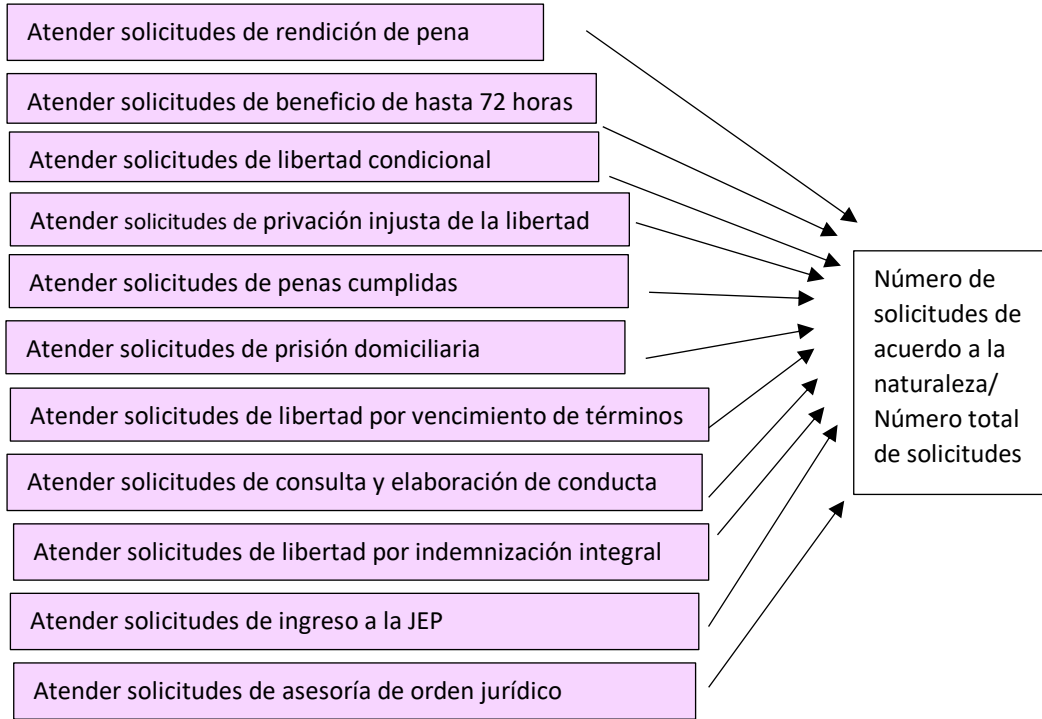 Atender solicitudes de rendición de pena
Atender solicitudes de beneficio de hasta 72 horas
Atender solicitudes de libertad condicional
Atender solicitudes de privación injusta de la libertad
Atender solicitudes de penas cumplidas
Atender solicitudes de prisión domiciliaria
Atender solicitudes de libertad por vencimiento de términos
Atender solicitudes de consulta y elaboración de conducta
Atender solicitudes de libertad por indemnización integral
Atender solicitudes de ingreso a la JEP
Atender solicitudes de asesoría de orden jurídico
Número de
solicitudes de
acuerdo a la
naturaleza/
Número total
de solicitudes